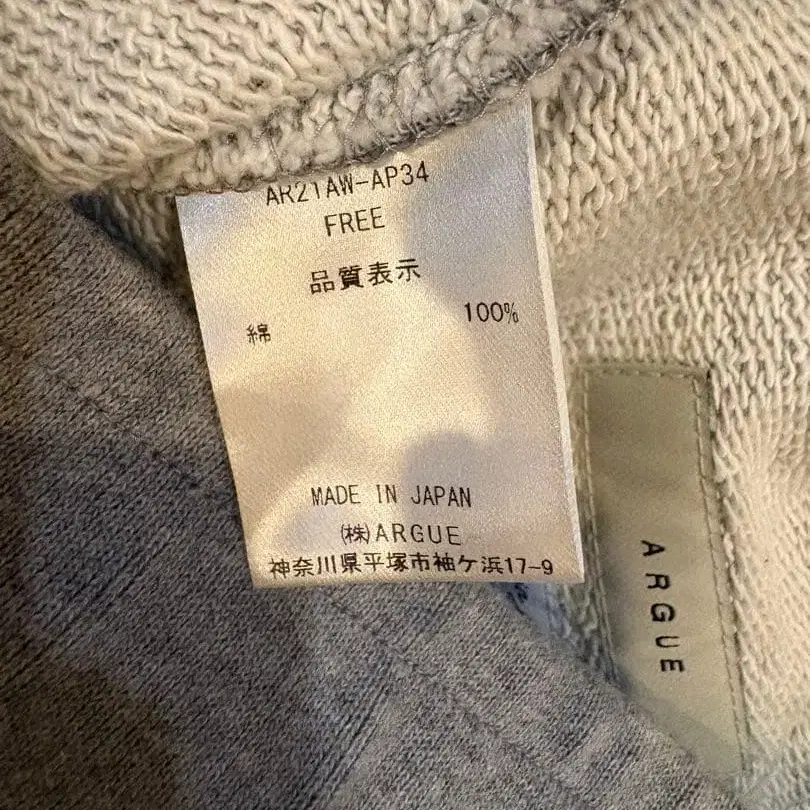 AR21AW-AP34
FREE
品質表示
綿 100%
MADE IN JAPAN
㈱ARGUE
神奈川県平塚市袖ケ浜17-9
ARGUE